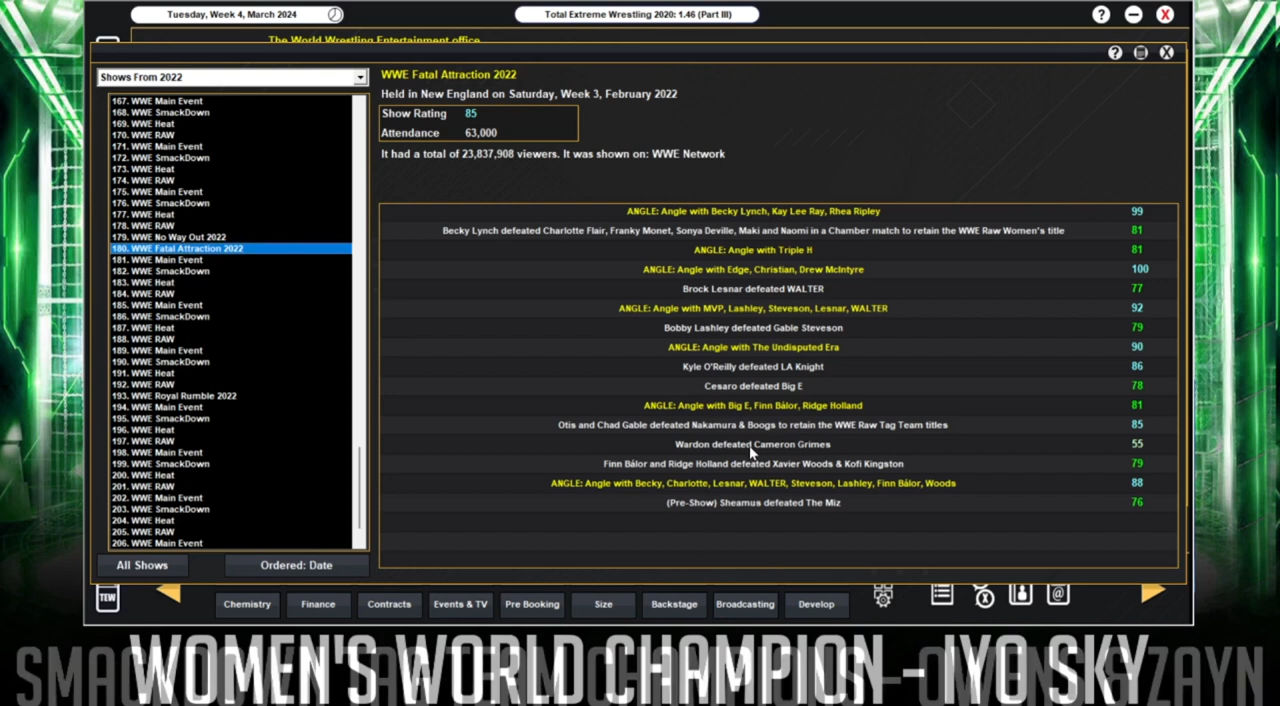 Tuesday, Week 4, March 2024
Total Extreme Wrestling 2020: 1.46 (Part III)
The World Wrestling Entertainment office
Shows From 2022
167. WWE Main Event
168. WWE SmackDown
169. WWE Heat
170. WWE RAW
171. WWE Main Event
172. WWE SmackDown
173. WWE Heat
174. WWE RAW
175. WWE Main Event
176. WWE SmackDown
177. WWE Heat
178. WWE RAW
179. WWE No Way Out 2022
180. WWE Fatal Attraction 2022
181. WWE Main Event
182. WWE SmackDown
183. WWE Heat
184. WWE RAW
185. WWE Main Event
186. WWE SmackDown
187. WWE Heat
188. WWE RAW
189. WWE Main Event
190. WWE SmackDown
191. WWE Heat
192. WWE RAW
193. WWE Royal Rumble 2022
194. WWE Main Event
195. WWE SmackDown
196. WWE Heat
197. WWE RAW
198. WWE Main Event
199. WWE SmackDown
200. WWE Heat
201. WWE RAW
202. WWE Main Event
203. WWE SmackDown
204. WWE Heat
205. WWE RAW
206. WWE Main Event
All Shows
Ordered: Date
WWE Fatal Attraction 2022
Held in New England on Saturday, Week 3, February 2022
Show Rating 85
Attendance 63,000
It had a total of 23,837,908 viewers. It was shown on: WWE Network
ANGLE: Angle with Becky Lynch, Kay Lee Ray, Rhea Ripley 99
Becky Lynch defeated Charlotte Flair, Franky Monet, Sonya Deville, Maki and Naomi in a Chamber match to retain the WWE Raw Women's title 81
ANGLE: Angle with Triple H 81
ANGLE: Angle with Edge, Christian, Drew McIntyre 100
Brock Lesnar defeated WALTER 77
ANGLE: Angle with MVP, Lashley, Steveson, Lesnar, WALTER 92
Bobby Lashley defeated Gable Steveson 79
ANGLE: Angle with The Undisputed Era 90
Kyle O'Reilly defeated LA Knight 86
Cesaro defeated Big E 78
ANGLE: Angle with Big E, Finn Bálor, Ridge Holland 81
Otis and Chad Gable defeated Nakamura & Boogs to retain the WWE Raw Tag Team titles 85
Wardon defeated Cameron Grimes 55
Finn Bálor and Ridge Holland defeated Xavier Woods & Kofi Kingston 79
ANGLE: Angle with Becky, Charlotte, Lesnar, WALTER, Steveson, Lashley, Finn Bálor, Woods 88
(Pre-Show) Sheamus defeated The Miz 76
TEW
Chemistry
Finance
Contracts
Events & TV
Pre Booking
Size
Backstage
Broadcasting
Develop
WOMEN'S WORLD CHAMPION - IYO SKY
SMACKDOWN TAG TEAM CHAMPIONS - OWENS & ZAYN